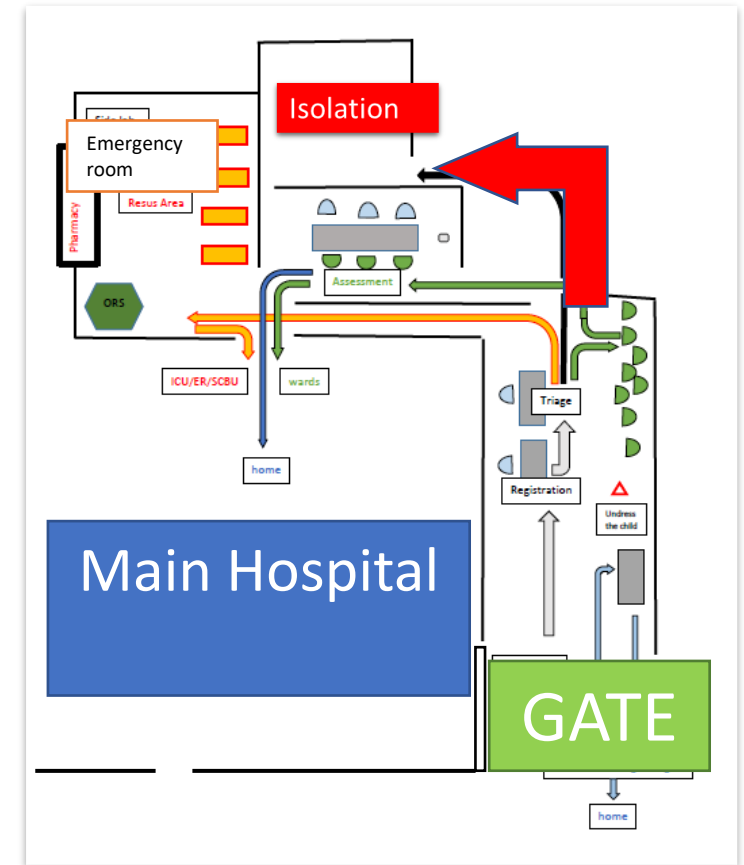 Isolation
Emergency
room
Resus Area
Pharmacy
ORS
Assessment
ICU/ER/SCBU
wards
home
Triage
Registration
Undress
the child
Main Hospital
GATE
home